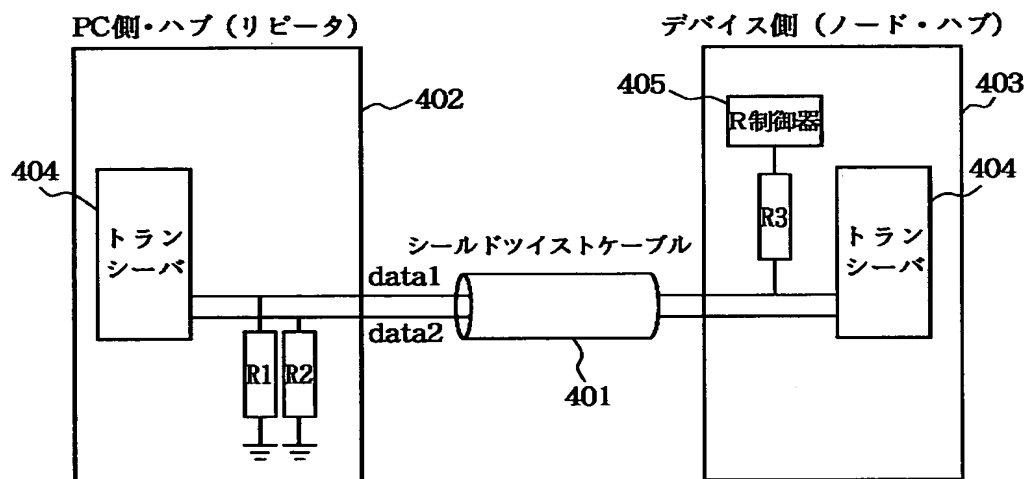 PC側・ハブ(リピータ)
デバイス側(ノード・ハブ)
402
405
403
R制御器
404
404
R3
トラン
シーバ
シールドツイストケーブル
トラン
シーバ
data1
data2
R1
R2
401